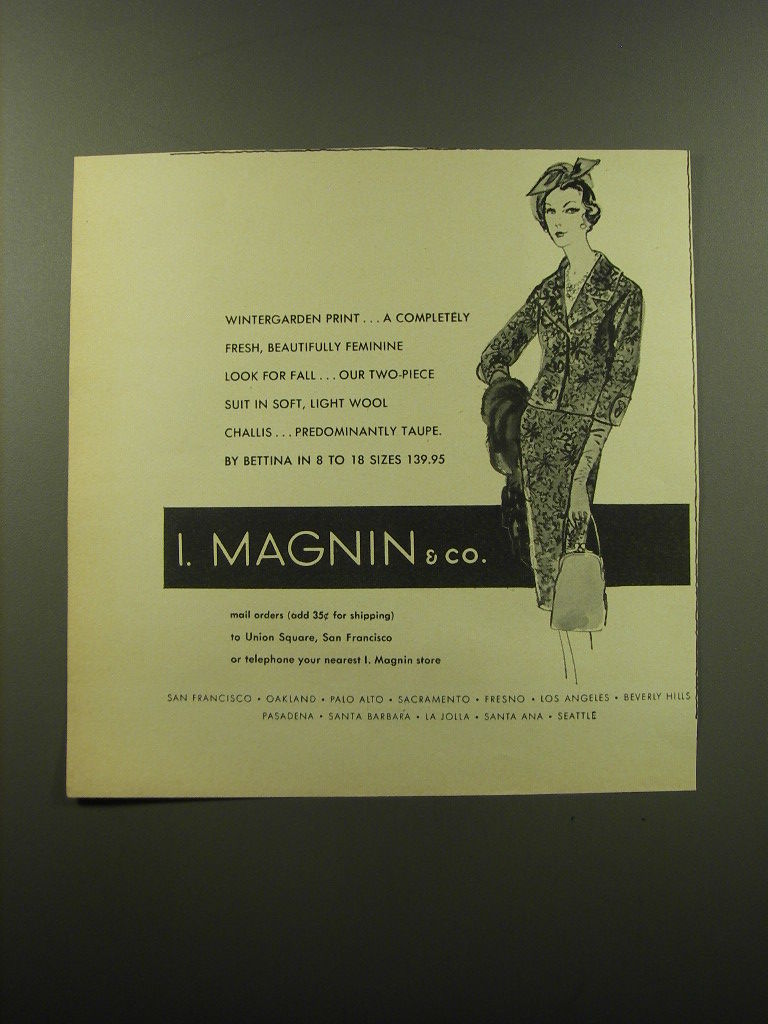 WINTERGARDEN PRINT . . . A COMPLETELY
FRESH, BEAUTIFULLY FEMININE
LOOK FOR FALL . . . OUR TWO-PIECE
SUIT IN SOFT, LIGHT WOOL
CHALLIS . . . PREDOMINANTLY TAUPE.
BY BETTINA IN 8 TO 18 SIZES 139.95
I. MAGNIN & CO.
mail orders (add 35¢ for shipping)
to Union Square, San Francisco
or telephone your nearest I. Magnin store
SAN FRANCISCO • OAKLAND • PALO ALTO • SACRAMENTO • FRESNO • LOS ANGELES • BEVERLY HILLS
PASADENA • SANTA BARBARA • LA JOLLA • SANTA ANA • SEATTLE